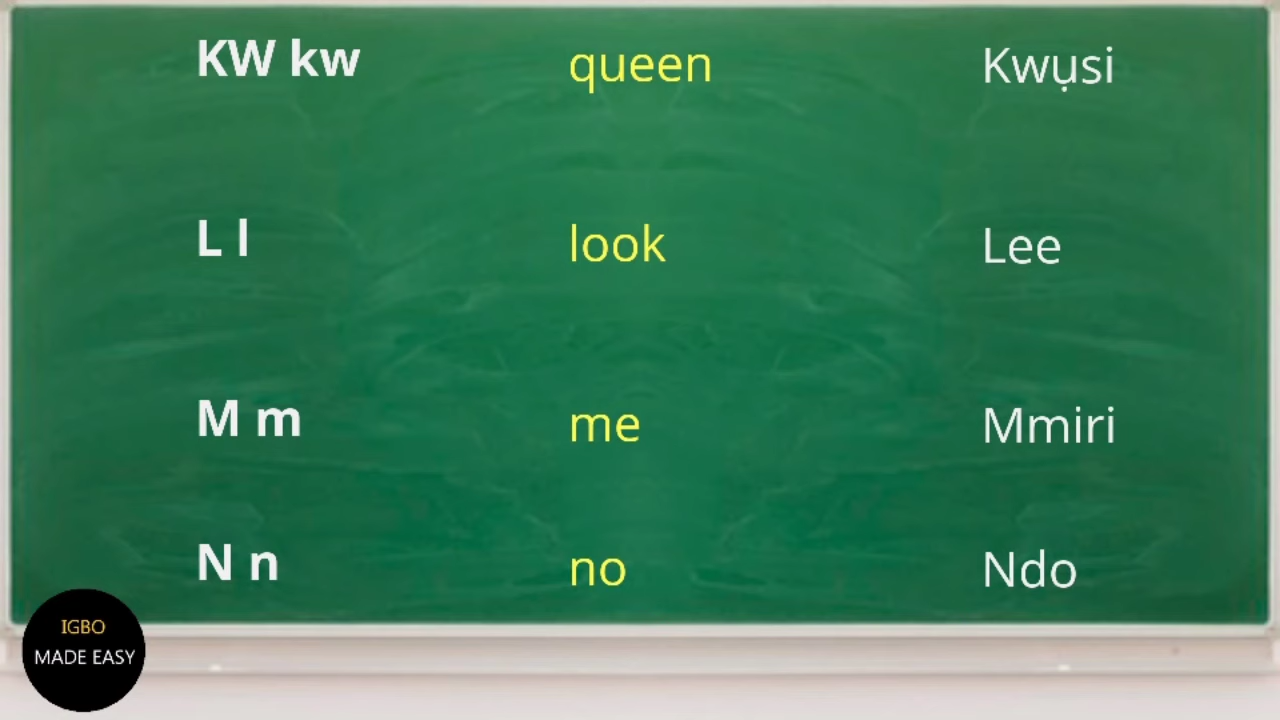 KW kw queen Kwụsi
L l look Lee
M m me Mmiri
N n no Ndo
IGBO
MADE EASY